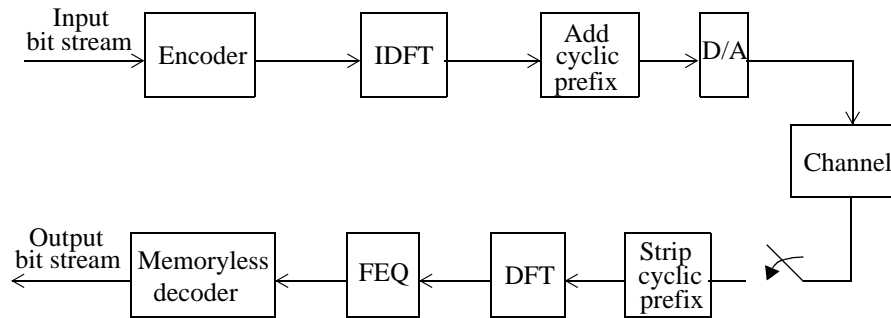 Input
bit stream
Encoder
IDFT
Add
cyclic
prefix
D/A
Channel
Output
bit stream
Memoryless
decoder
FEQ
DFT
Strip
cyclic
prefix